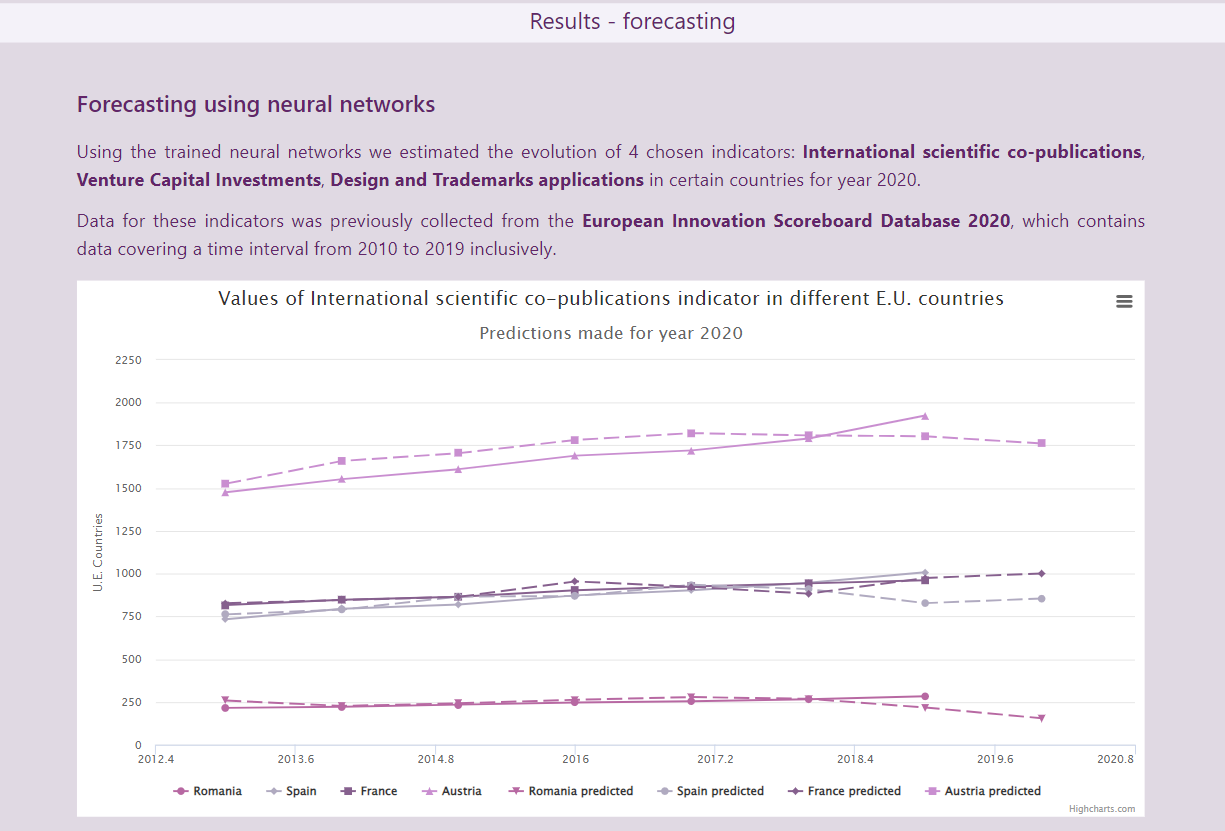 Results - forecasting
Forecasting using neural networks
Using the trained neural networks we estimated the evolution of 4 chosen indicators: International scientific co-publications,
Venture Capital Investments, Design and Trademarks applications in certain countries for year 2020.
Data for these indicators was previously collected from the European Innovation Scoreboard Database 2020, which contains
data covering a time interval from 2010 to 2019 inclusively.
Values of International scientific co-publications indicator in different E.U. countries
Predictions made for year 2020
2250
2000
1750
1500
1250
1000
750
500
250
0
U.E. Countries
2012.4 2013.6 2014.8 2016 2017.2 2018.4 2019.6 2020.8
Romania Spain France Austria Romania predicted Spain predicted France predicted Austria predicted
Highcharts.com